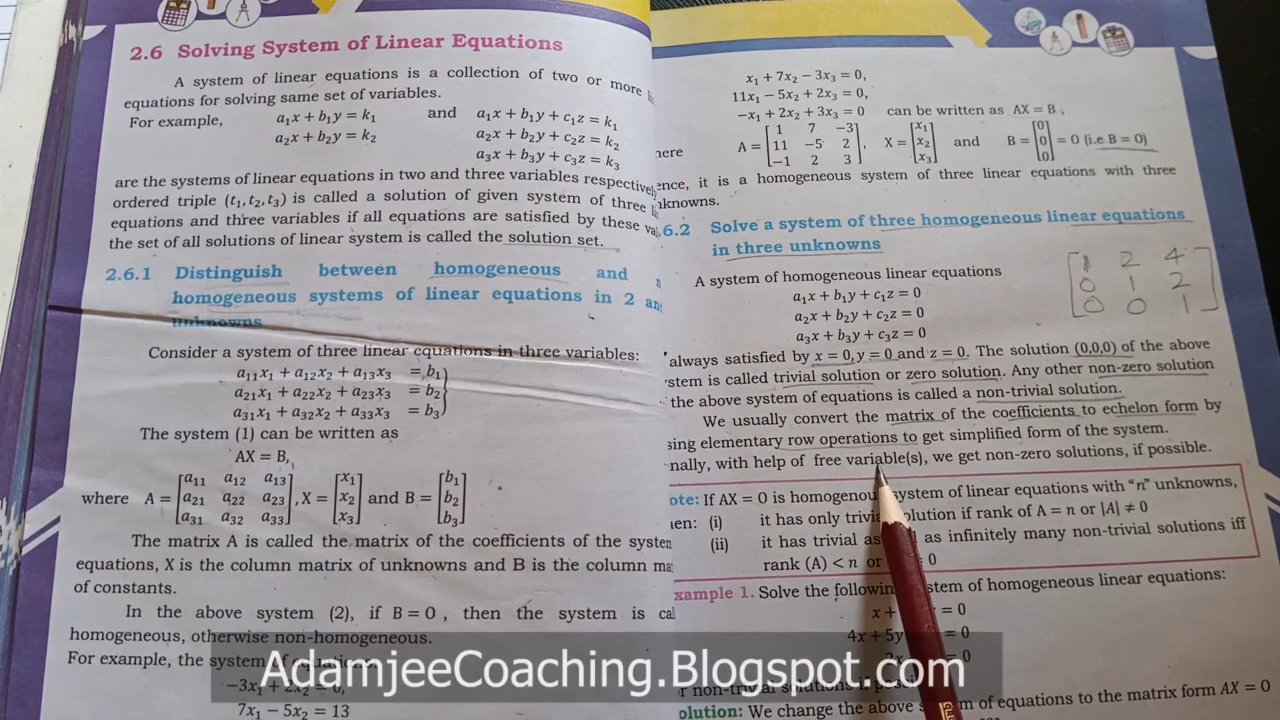 2.6 Solving System of Linear Equations
A system of linear equations is a collection of two or more
equations for solving same set of variables.
For example, a₁x + b₁y = k₁ and a₁x + b₁y + c₁z = k₁
a₂x + b₂y = k₂ a₂x + b₂y + c₂z = k₂
a₃x + b₃y + c₃z = k₃
are the systems of linear equations in two and three variables respectively
ordered triple (t₁, t₂, t₃) is called a solution of given system of three
equations and three variables if all equations are satisfied by these
the set of all solutions of linear system is called the solution set.
2.6.1 Distinguish between homogeneous and
homogeneous systems of linear equations in 2 and
unknowns
Consider a system of three linear equations in three variables:
a₁₁x₁ + a₁₂x₂ + a₁₃x₃ = b₁
a₂₁x₁ + a₂₂x₂ + a₂₃x₃ = b₂
a₃₁x₁ + a₃₂x₂ + a₃₃x₃ = b₃
The system (1) can be written as
AX = B,
a₁₁ a₁₂ a₁₃ x₁ b₁
where A = a₂₁ a₂₂ a₂₃ , X = x₂ and B = b₂
a₃₁ a₃₂ a₃₃ x₃ b₃
The matrix A is called the matrix of the coefficients of the system
equations, X is the column matrix of unknowns and B is the column
of constants.
In the above system (2), if B = O , then the system is
homogeneous, otherwise non-homogeneous.
For example, the system of equations
−3x₁ + 2x₂ = 0,
7x₁ − 5x₂ = 13
x₁ + 7x₂ − 3x₃ = 0,
11x₁ − 5x₂ + 2x₃ = 0,
−x₁ + 2x₂ + 3x₃ = 0 can be written as AX = B ,
1 7 −3 x₁ 0
A = 11 −5 2 , X = x₂ and B = 0 = O (i.e B = O)
−1 2 3 x₃ 0
it is a homogeneous system of three linear equations with three
Solve a system of three homogeneous linear equations
in three unknowns
A system of homogeneous linear equations
a₁x + b₁y + c₁z = 0
a₂x + b₂y + c₂z = 0
a₃x + b₃y + c₃z = 0
1 2 4
0 1 2
0 0 1
always satisfied by x = 0, y = 0 and z = 0. The solution (0,0,0) of the above
is called trivial solution or zero solution. Any other non-zero solution
the above system of equations is called a non-trivial solution.
We usually convert the matrix of the coefficients to echelon form by
elementary row operations to get simplified form of the system.
with help of free variable(s), we get non-zero solutions, if possible.
If AX = O is homogenous system of linear equations with "n" unknowns,
(i) it has only trivial solution if rank of A = n or |A| ≠ 0
(ii) it has trivial as as infinitely many non-trivial solutions iff
rank (A) < n or 0
1. Solve the following system of homogeneous linear equations:
x + = 0
4x + 5y = 0
= 0
We change the above of equations to the matrix form AX = O
AdamjeeCoaching.Blogspot.com